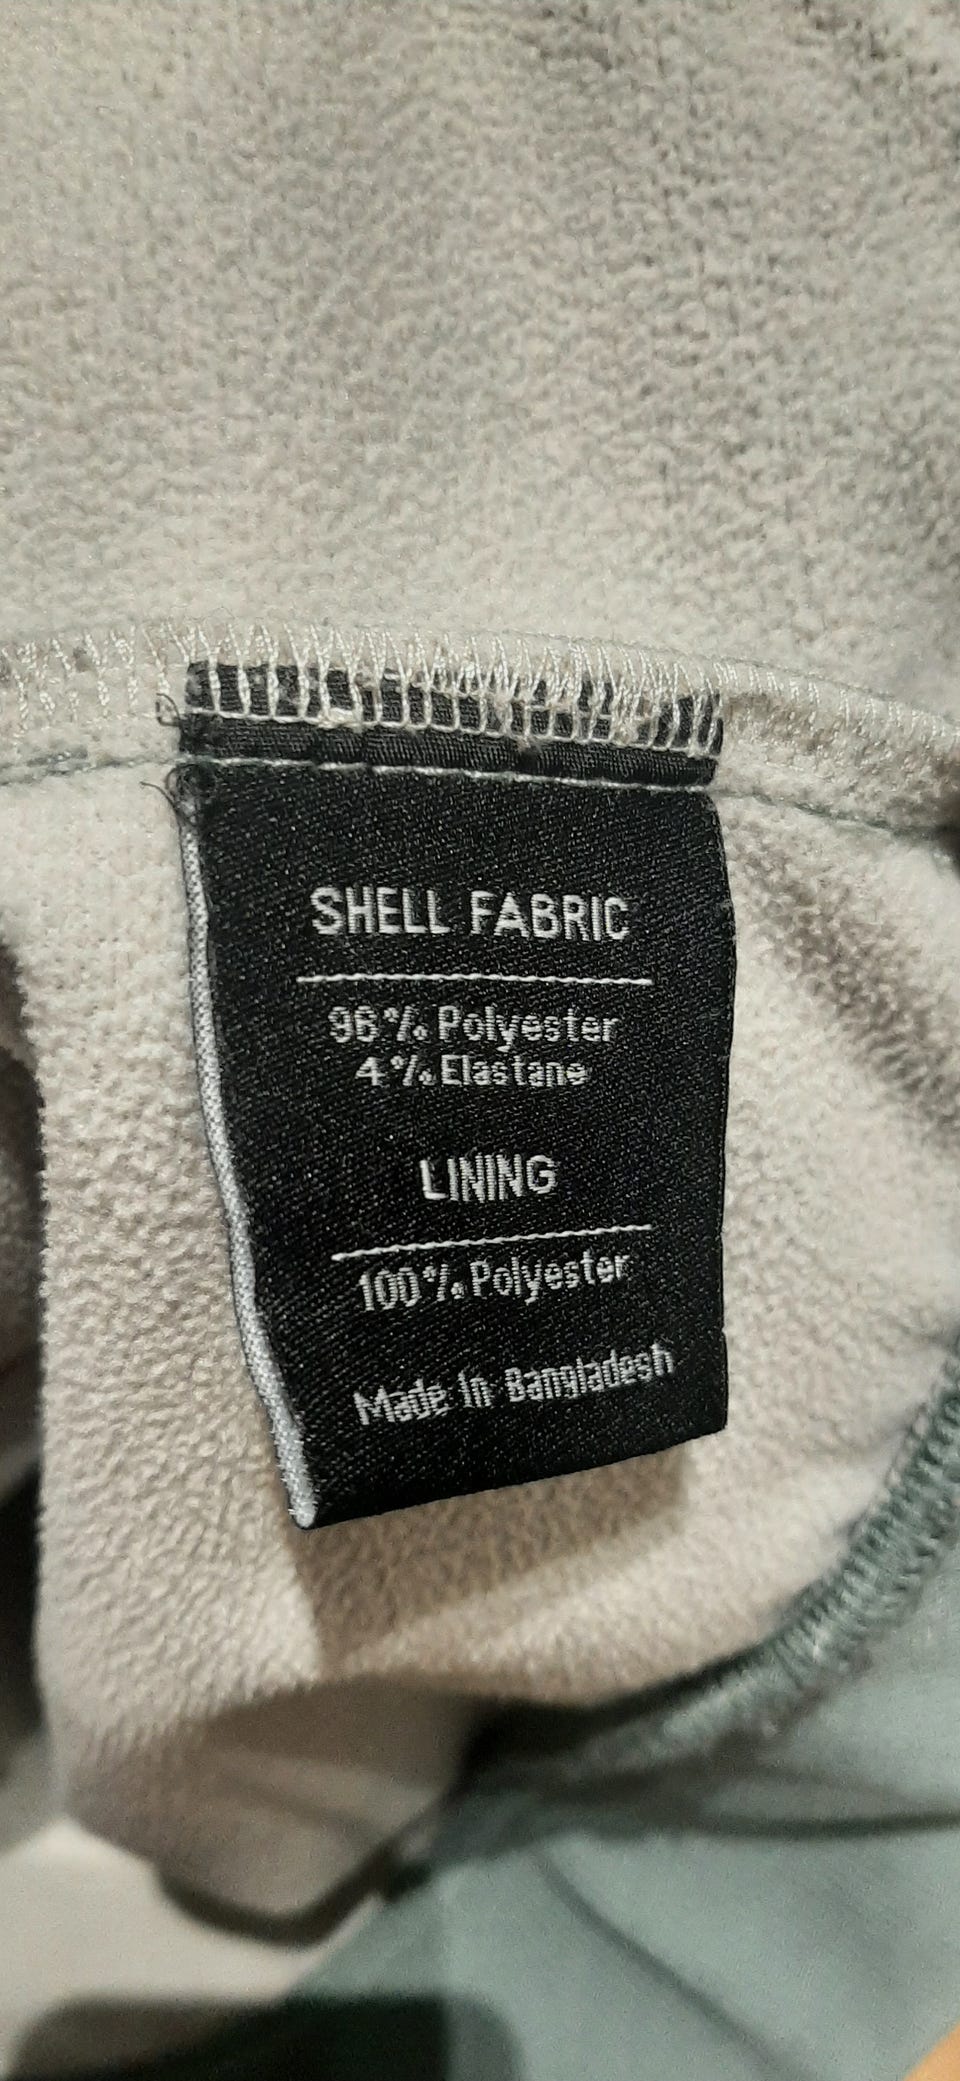 SHELL FABRIC
96% Polyester
4% Elastane
LINING
100% Polyester
Made In Bangladesh